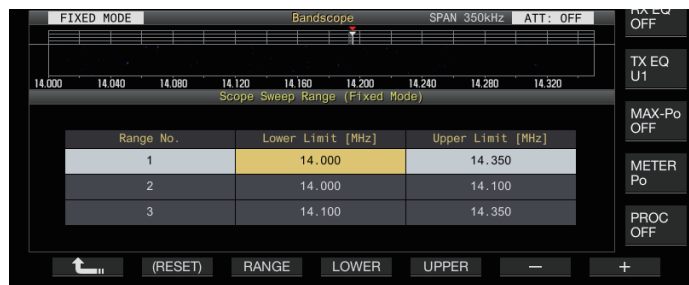 FIXED MODE Bandscope SPAN 350kHz ATT: OFF
RX EQ
OFF
14.000 14.040 14.080 14.120 14.160 14.200 14.240 14.280 14.320
TX EQ
U1
Scope Sweep Range (Fixed Mode)
MAX-Po
OFF
Range No. Lower Limit [MHz] Upper Limit [MHz]
1 14.000 14.350
METER
Po
2 14.000 14.100
3 14.100 14.350
PROC
OFF
(RESET) RANGE LOWER UPPER — +